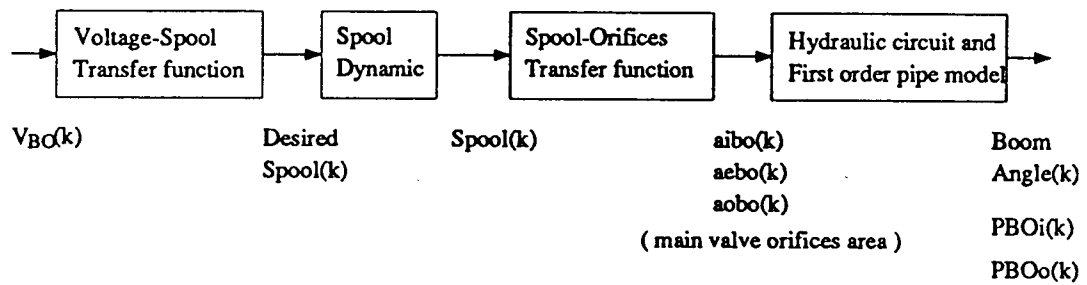 Voltage-Spool
Transfer function
Spool
Dynamic
Spool-Orifices
Transfer function
Hydraulic circuit and
First order pipe model
VBO(k)
Desired
Spool(k)
Spool(k)
aibo(k)
aebo(k)
aobo(k)
( main valve orifices area )
Boom
Angle(k)
PBOi(k)
PBOo(k)